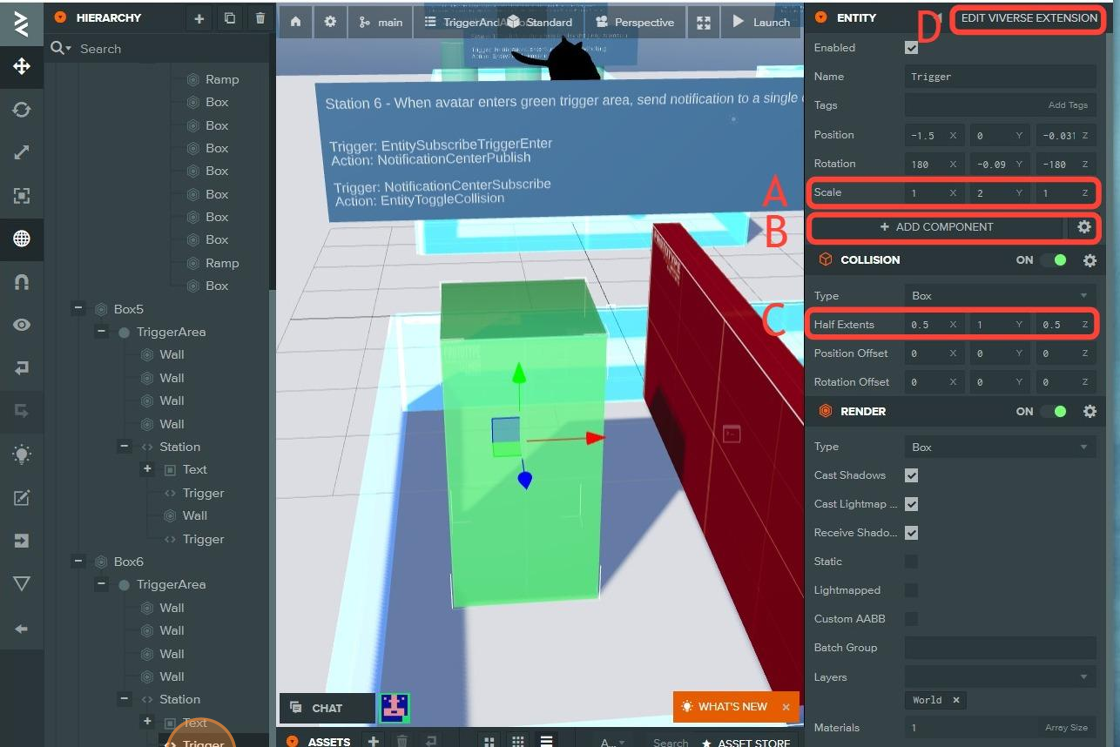 HIERARCHY
Search
Ramp
Box
Box
Box
Box
Box
Box
Box
Ramp
Box
Box5
TriggerArea
Wall
Wall
Wall
Wall
Station
Text
Trigger
Wall
Trigger
Box6
TriggerArea
Wall
Wall
Wall
Wall
Station
Text
Trigger
main
Standard
Perspective
Launch
Station 6 - When avatar enters green trigger area, send notification to a single
Trigger: EntitySubscribeTriggerEnter
Action: NotificationCenterPublish
Trigger: NotificationCenterSubscribe
Action: EntityToggleCollision
A
B
C
D
CHAT
WHAT'S NEW ×
ASSETS
A...
Search
ASSET STORE
ENTITY
EDIT VIVERSE EXTENSION
Enabled
Name Trigger
Tags Add Tags
Position -1.5 X 0 Y -0.031 Z
Rotation 180 X -0.09 Y -180 Z
Scale 1 X 2 Y 1 Z
+ ADD COMPONENT
COLLISION ON
Type Box
Half Extents 0.5 X 1 Y 0.5 Z
Position Offset 0 X 0 Y 0 Z
Rotation Offset 0 X 0 Y 0 Z
RENDER ON
Type Box
Cast Shadows
Cast Lightmap ...
Receive Shado...
Static
Lightmapped
Custom AABB
Batch Group
Layers
World ×
Materials 1 Array Size